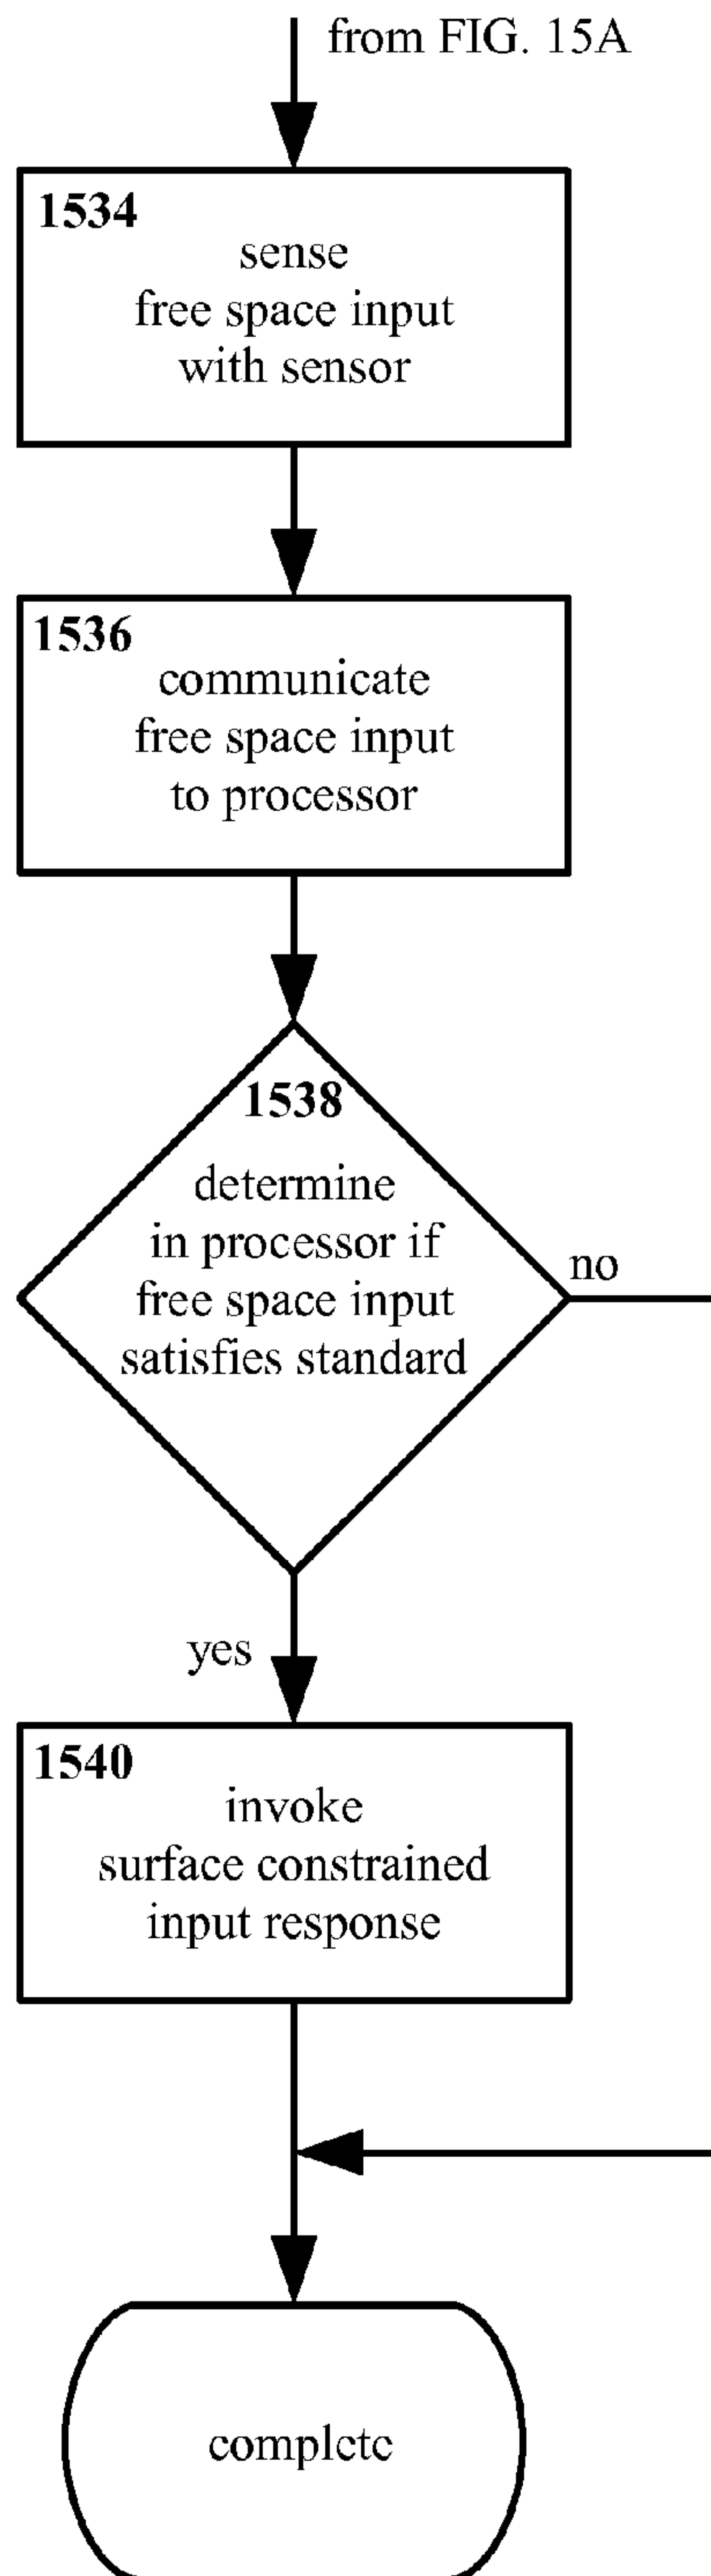 from FIG. 15A
1534
sense
free space input
with sensor
1536
communicate
free space input
to processor
1538
determine
in processor if
free space input
satisfies standard
no
yes
1540
invoke
surface constrained
input response
complete